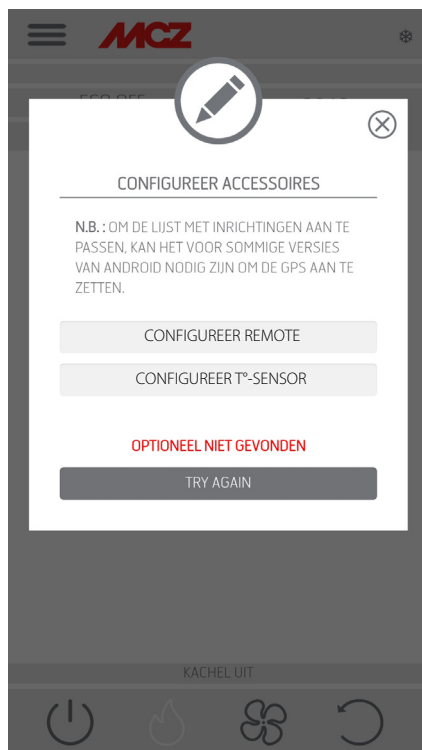 MCZ
CONFIGUREER ACCESSOIRES
N.B. : OM DE LIJST MET INRICHTINGEN AAN TE
PASSEN, KAN HET VOOR SOMMIGE VERSIES
VAN ANDROID NODIG ZIJN OM DE GPS AAN TE
ZETTEN.
CONFIGUREER REMOTE
CONFIGUREER T°-SENSOR
OPTIONEEL NIET GEVONDEN
TRY AGAIN
KACHEL UIT